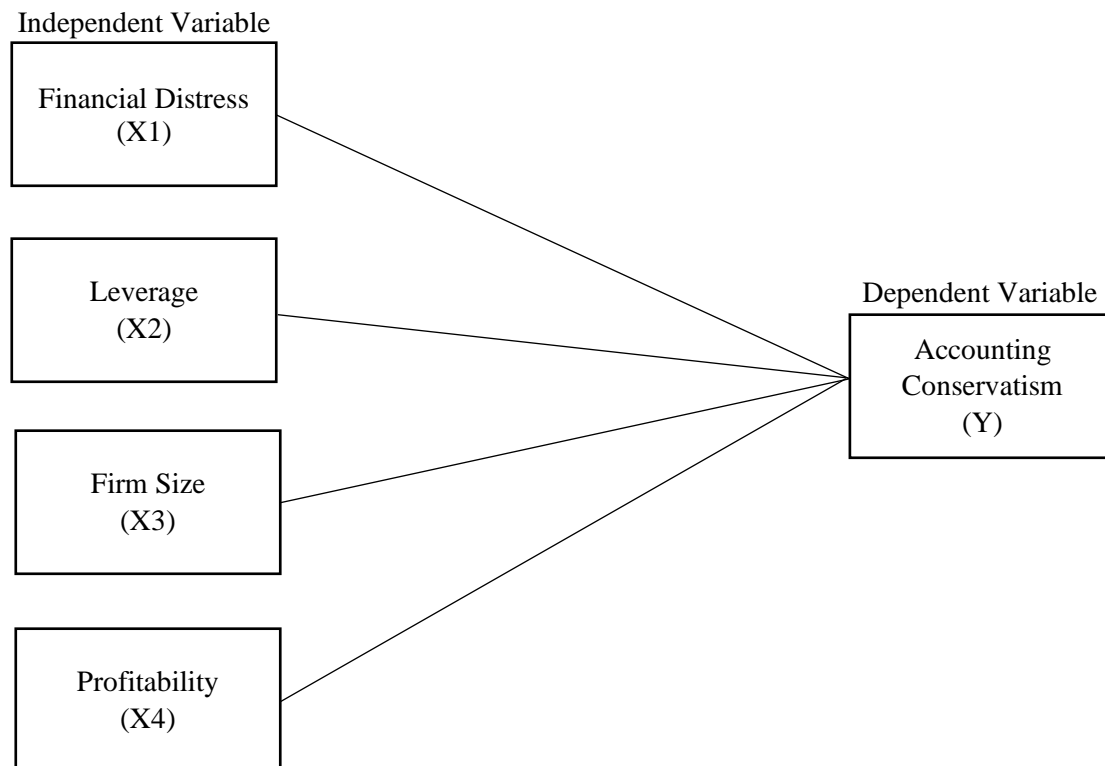 Independent Variable
Financial Distress
(X1)
Leverage
(X2)
Firm Size
(X3)
Profitability
(X4)
Dependent Variable
Accounting
Conservatism
(Y)